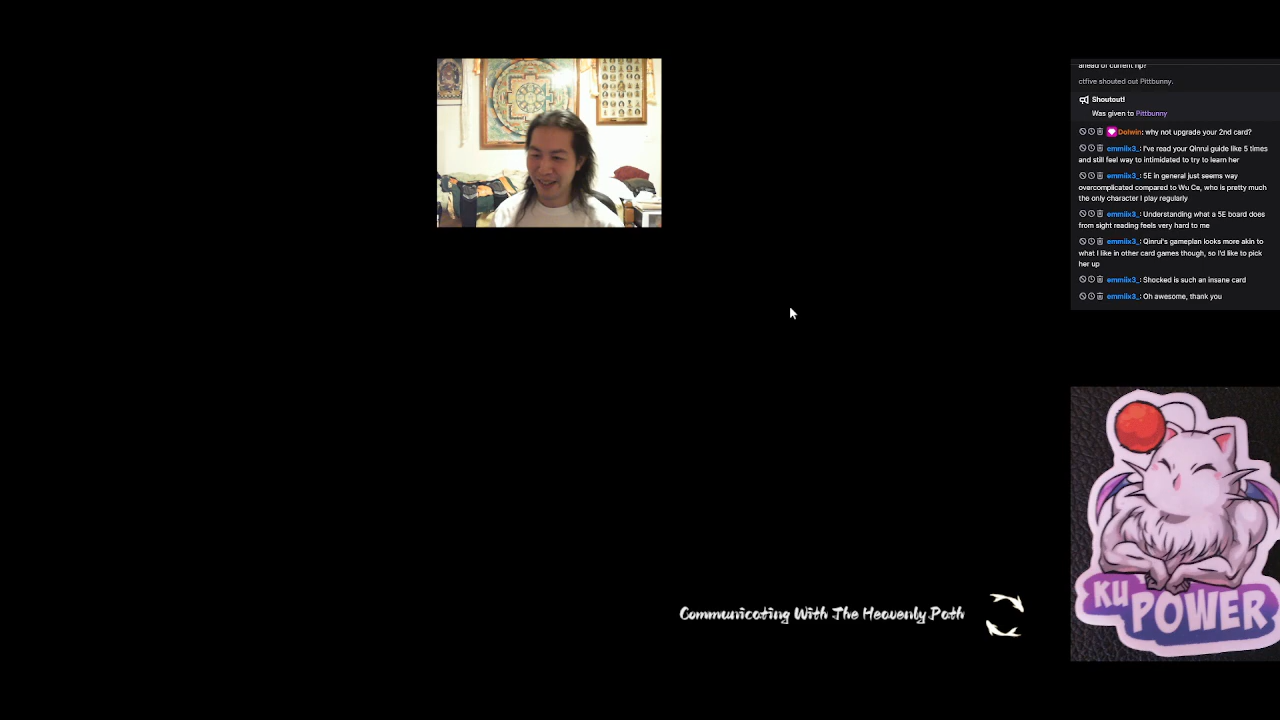 ahead of current np?
ctfive shouted out Pittbunny.
Shoutout!
Was given to Pittbunny
Dolwin: why not upgrade your 2nd card?
emmiix3_: I've read your Qinrui guide like 5 times
and still feel way to intimidated to try to learn her
emmiix3_: 5E in general just seems way
overcomplicated compared to Wu Ce, who is pretty much
the only character I play regularly
emmiix3_: Understanding what a 5E board does
from sight reading feels very hard to me
emmiix3_: Qinrui's gameplan looks more akin to
what I like in other card games though, so I'd like to pick
her up
emmiix3_: Shocked is such an insane card
emmiix3_: Oh awesome, thank you
KU
POWER
Communicating With The Heavenly Path